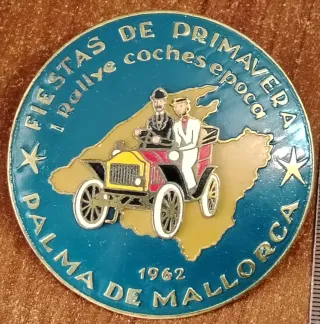 FIESTAS DE PRIMAVERA
I Rallye coches epoca
1962
PALMA DE MALLORCA